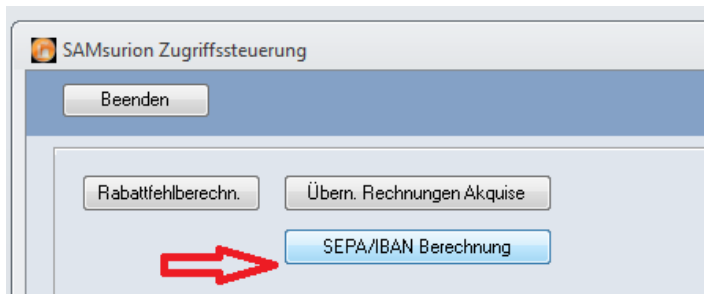 SAMsurion Zugriffssteuerung
Beenden
Rabattfehlberechn. Übern. Rechnungen Akquise
SEPA/IBAN Berechnung